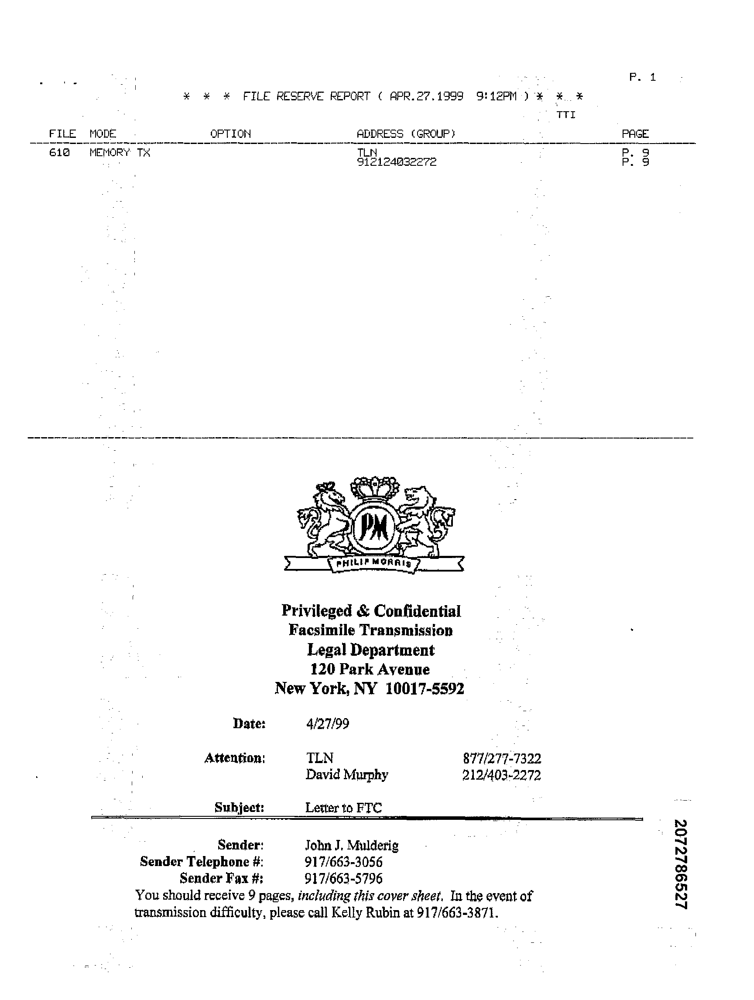 P. 1
* * * FILE RESERVE REPORT ( APR.27.1999 9:12PM ) * * *
TTI
FILE MODE OPTION ADDRESS (GROUP) PAGE
610 MEMORY TX TLN P. 9
912124032272 P. 9
PM
PHILIP MORRIS
Privileged & Confidential
Facsimile Transmission
Legal Department
120 Park Avenue
New York, NY 10017-5592
Date: 4/27/99
Attention: TLN 877/277-7322
David Murphy 212/403-2272
Subject: Letter to FTC
Sender: John J. Mulderig
Sender Telephone #: 917/663-3056
Sender Fax #: 917/663-5796
You should receive 9 pages, including this cover sheet. In the event of
transmission difficulty, please call Kelly Rubin at 917/663-3871.
2072786527